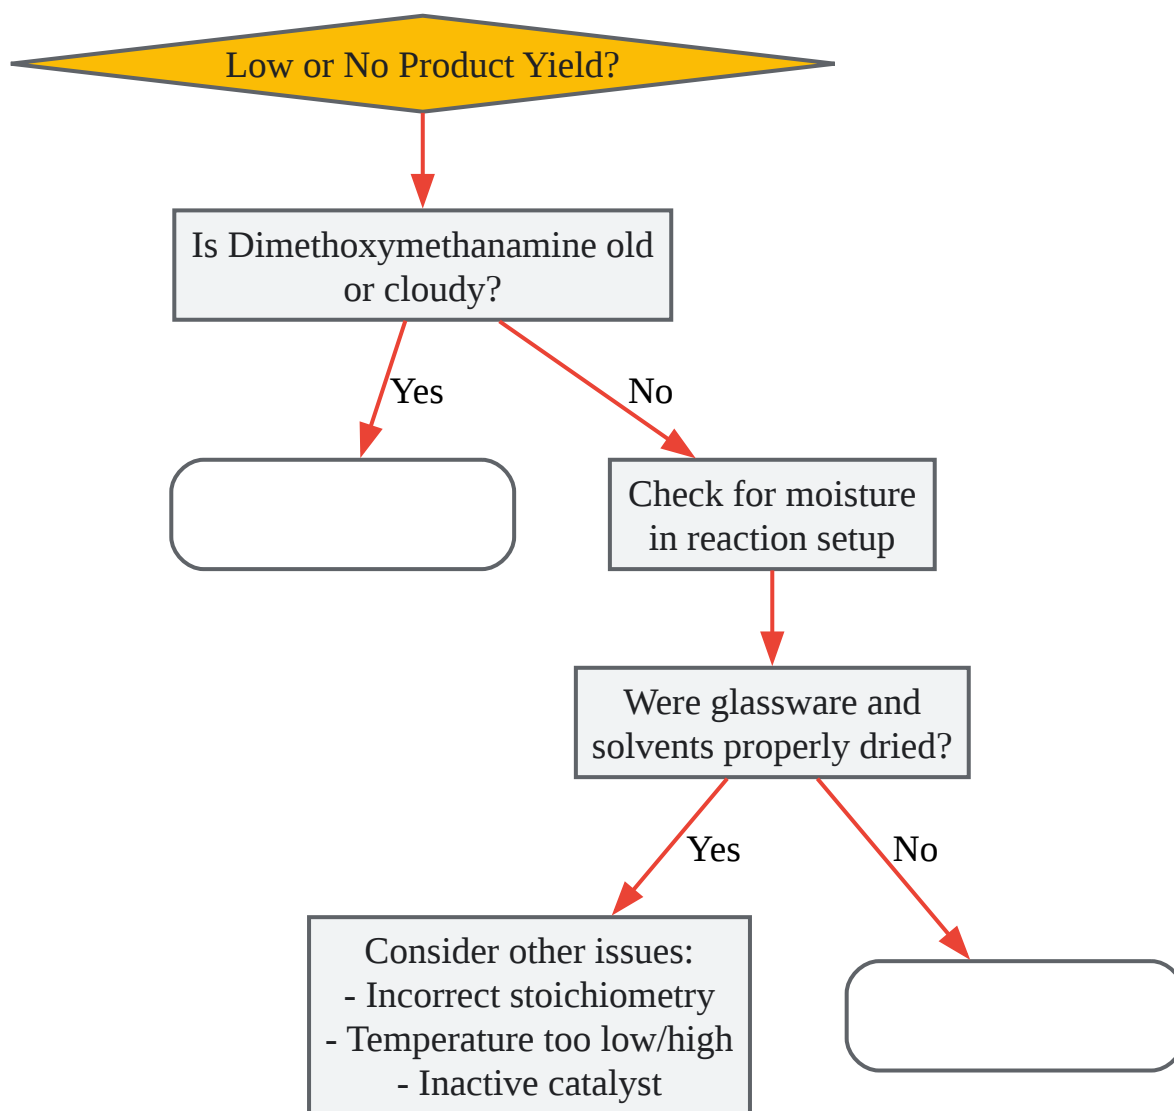 Low or No Product Yield?
Is Dimethoxymethanamine old
or cloudy?
Yes
No
Check for moisture
in reaction setup
Were glassware and
solvents properly dried?
Yes
No
Consider other issues:
- Incorrect stoichiometry
- Temperature too low/high
- Inactive catalyst